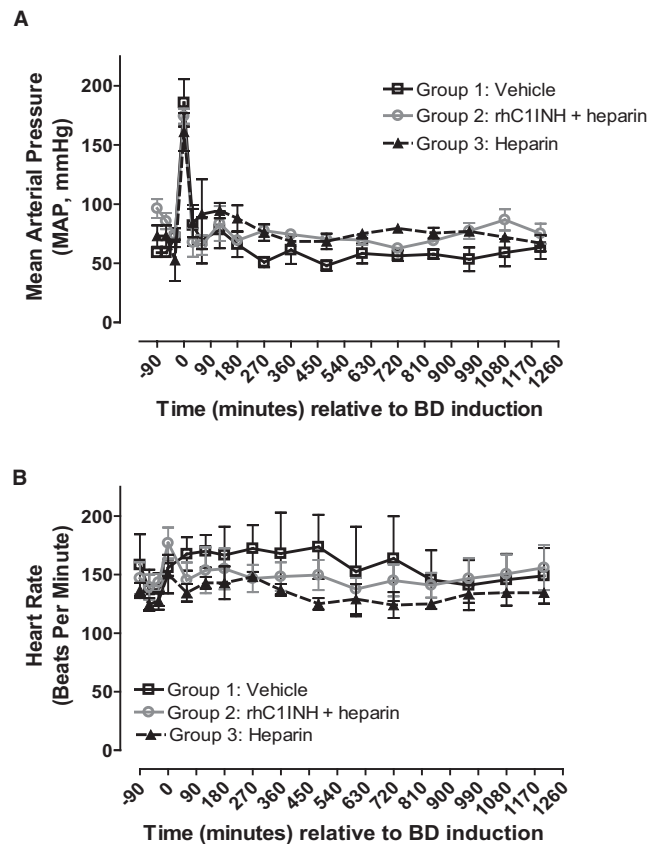 A
Mean Arterial Pressure
(MAP, mmHg)
200
150
100
50
0
Group 1: Vehicle
Group 2: rhC1INH + heparin
Group 3: Heparin
-90 0 90 180 270 360 450 540 630 720 810 900 990 1080 1170 1260
Time (minutes) relative to BD induction
B
Heart Rate
(Beats Per Minute)
200
150
100
50
0
Group 1: Vehicle
Group 2: rhC1INH + heparin
Group 3: Heparin
-90 0 90 180 270 360 450 540 630 720 810 900 990 1080 1170 1260
Time (minutes) relative to BD induction